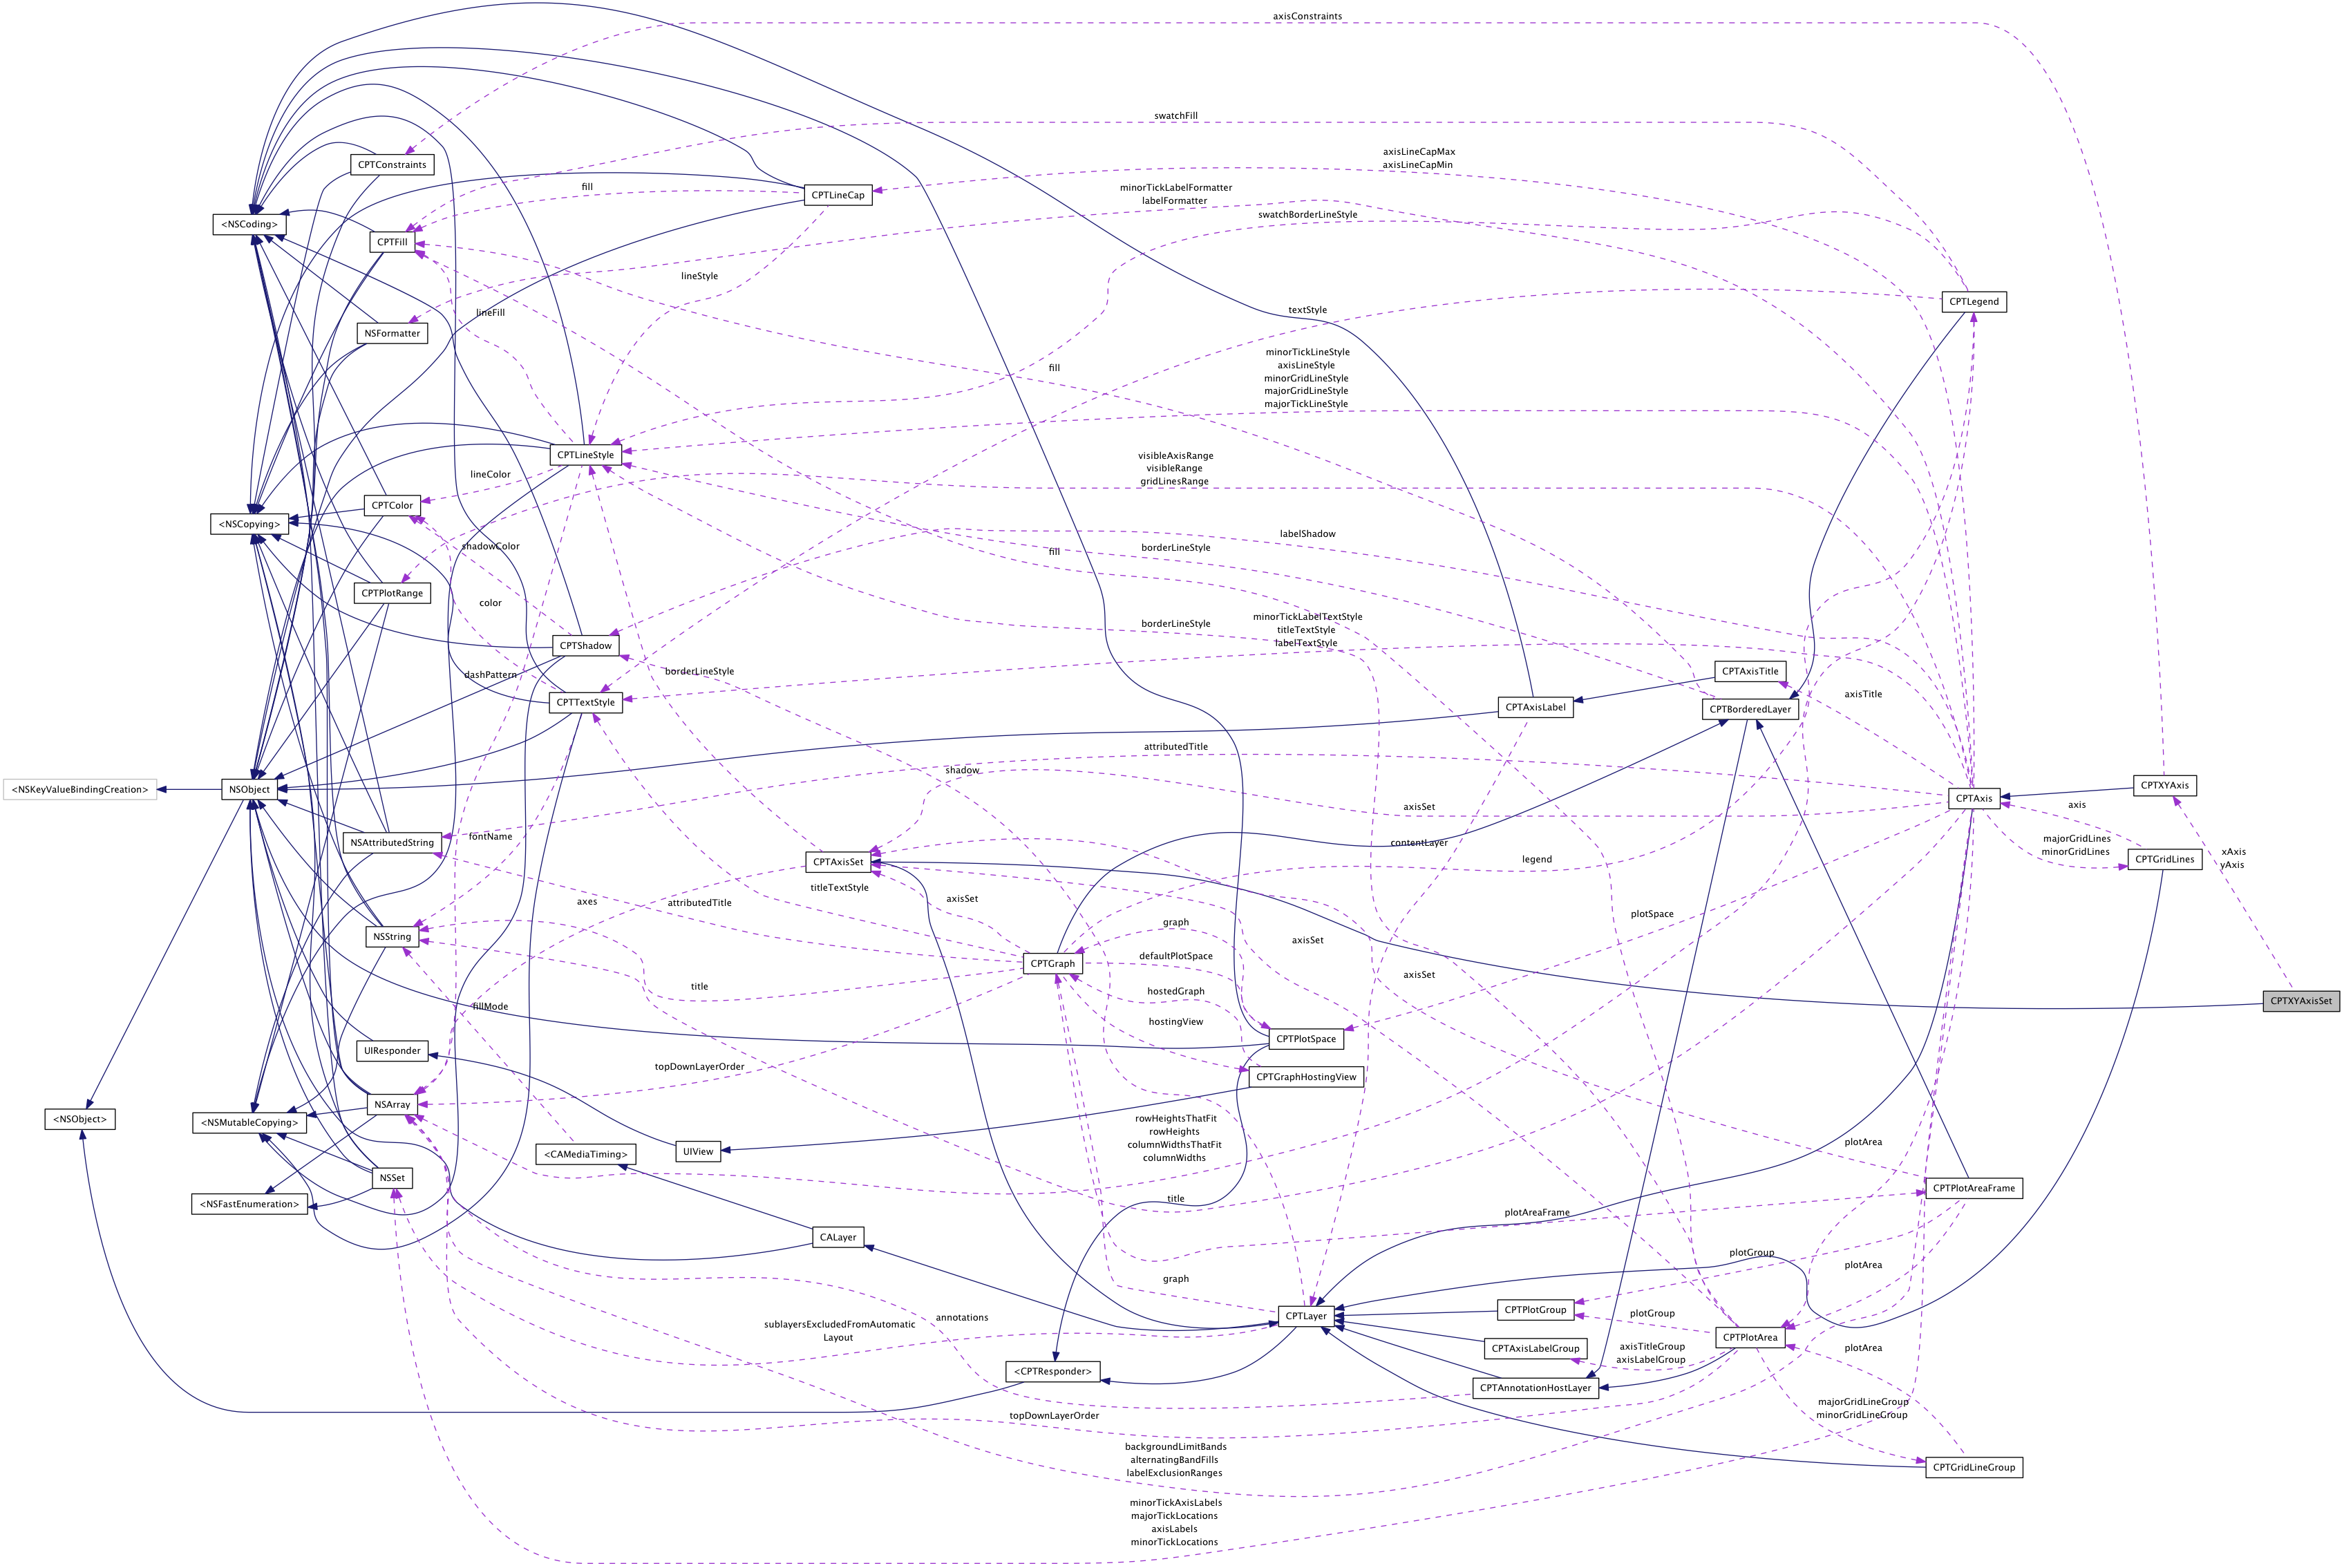 axisConstraints
swatchFill
axisLineCapMax
axisLineCapMin
CPTConstraints
fill
minorTickLabelFormatter
labelFormatter
CPTLineCap
swatchBorderLineStyle
<NSCoding>
CPTFill
lineStyle
CPTLegend
lineFill
textStyle
NSFormatter
minorTickLineStyle
axisLineStyle
minorGridLineStyle
majorGridLineStyle
majorTickLineStyle
fill
CPTLineStyle
visibleAxisRange
visibleRange
gridLinesRange
lineColor
CPTColor
<NSCopying>
labelShadow
shadowColor
borderLineStyle
fill
CPTPlotRange
color
minorTickLabelTextStyle
titleTextStyle
labelTextStyle
borderLineStyle
CPTShadow
dashPattern
borderLineStyle
CPTAxisTitle
CPTTextStyle
CPTAxisLabel
CPTBorderedLayer
axisTitle
attributedTitle
shadow
<NSKeyValueBindingCreation>
NSObject
CPTXYAxis
CPTAxis
axisSet
axis
fontName
NSAttributedString
contentLayer
majorGridLines
minorGridLines
xAxis
yAxis
CPTAxisSet
legend
CPTGridLines
titleTextStyle
axisSet
axes
attributedTitle
plotSpace
graph
NSString
axisSet
CPTGraph
defaultPlotSpace
axisSet
title
hostedGraph
CPTXYAxisSet
fillMode
hostingView
CPTPlotSpace
UIResponder
topDownLayerOrder
CPTGraphHostingView
NSArray
<NSObject>
<NSMutableCopying>
rowHeightsThatFit
rowHeights
columnWidthsThatFit
columnWidths
plotArea
<CAMediaTiming>
UIView
NSSet
CPTPlotAreaFrame
<NSFastEnumeration>
title
plotAreaFrame
CALayer
plotGroup
plotArea
graph
CPTPlotGroup
plotGroup
CPTLayer
annotations
sublayersExcludedFromAutomatic
Layout
CPTPlotArea
CPTAxisLabelGroup
axisTitleGroup
axisLabelGroup
plotArea
<CPTResponder>
CPTAnnotationHostLayer
majorGridLineGroup
minorGridLineGroup
topDownLayerOrder
backgroundLimitBands
alternatingBandFills
labelExclusionRanges
CPTGridLineGroup
minorTickAxisLabels
majorTickLocations
axisLabels
minorTickLocations